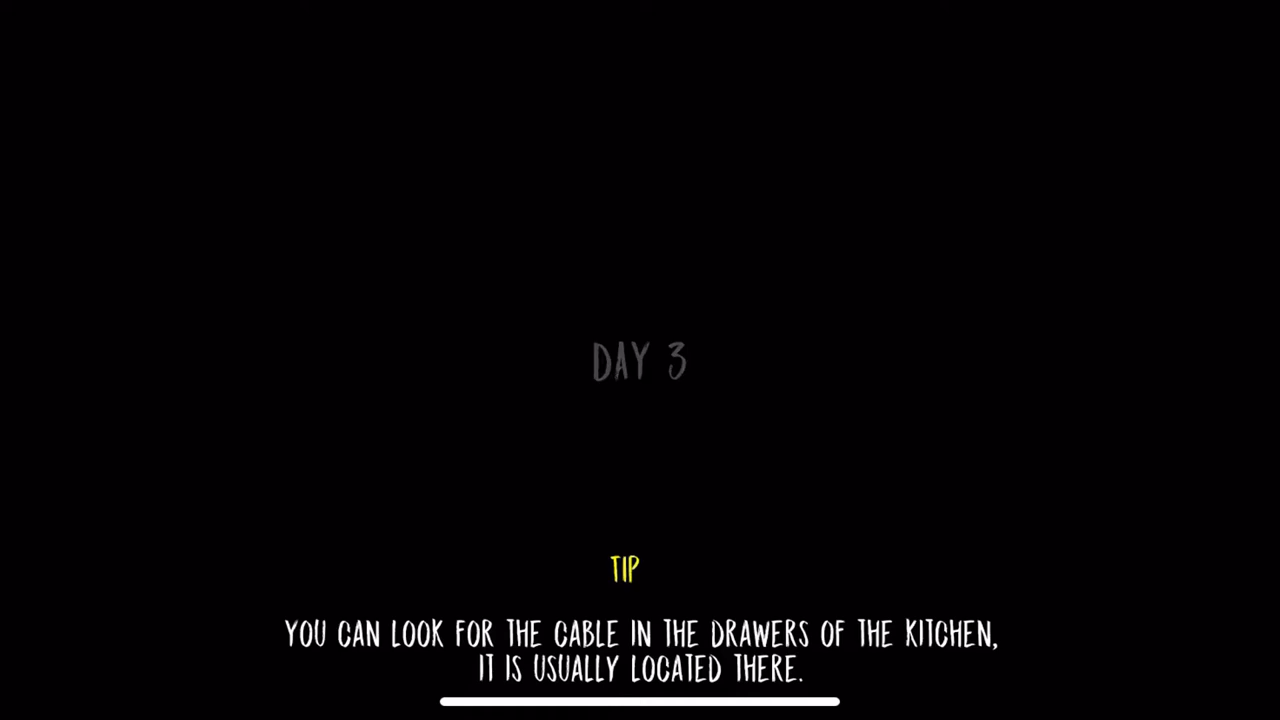 DAY 3
TIP
YOU CAN LOOK FOR THE CABLE IN THE DRAWERS OF THE KITCHEN,
IT IS USUALLY LOCATED THERE.